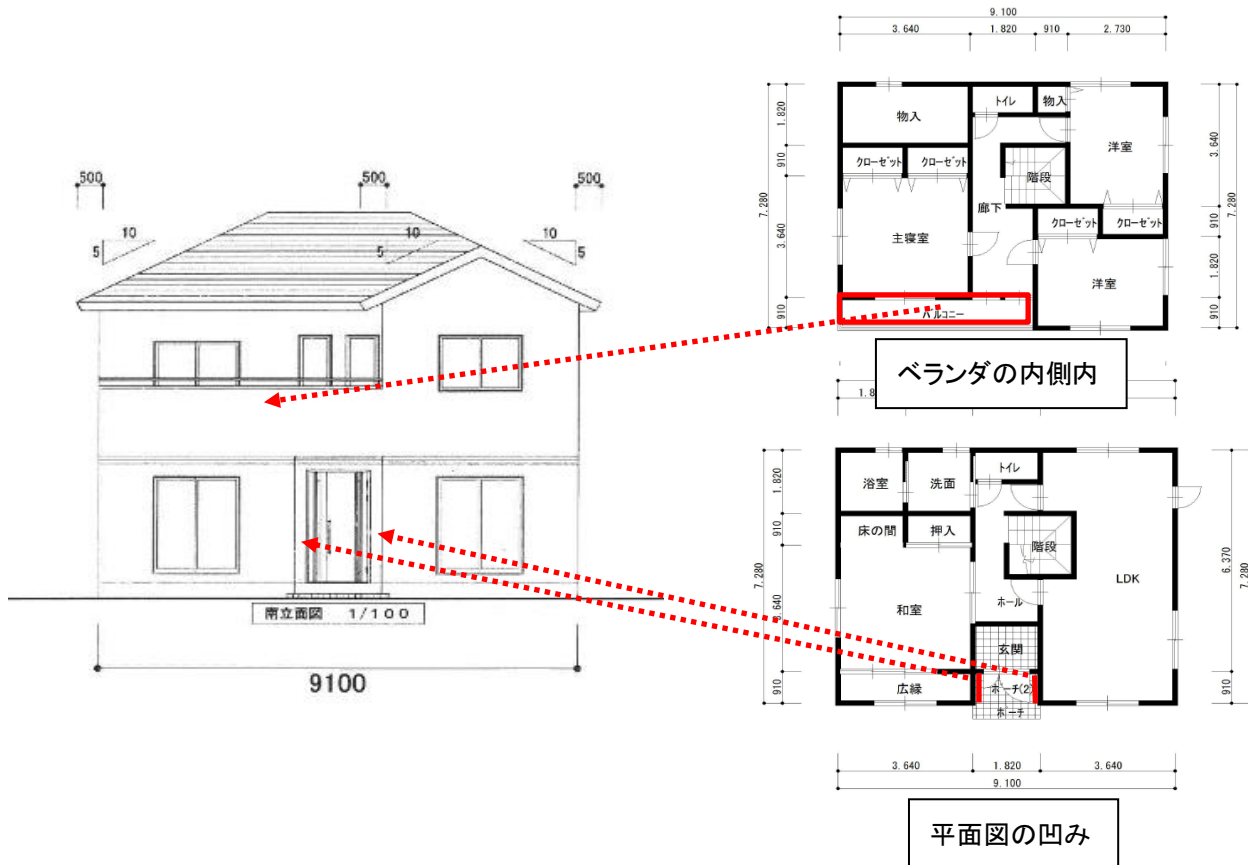 500
500
500
10
5
10
5
10
5
南立面図 1/100
9100
9.100
3.640
1.820
910
2.730
7.280
1.820
910
3.640
910
物入
トイレ
物入
洋室
クローゼット
クローゼット
階段
廊下
主寝室
クローゼット
クローゼット
洋室
バルコニー
3.640
910
1.820
910
7.280
ベランダの内側内
1.8
7.280
1.820
910
3.640
910
浴室
洗面
トイレ
床の間
押入
階段
LDK
和室
ホール
玄関
広縁
ポーチ(2)
ポーチ
6.370
910
7.280
3.640
1.820
3.640
9.100
平面図の凹み